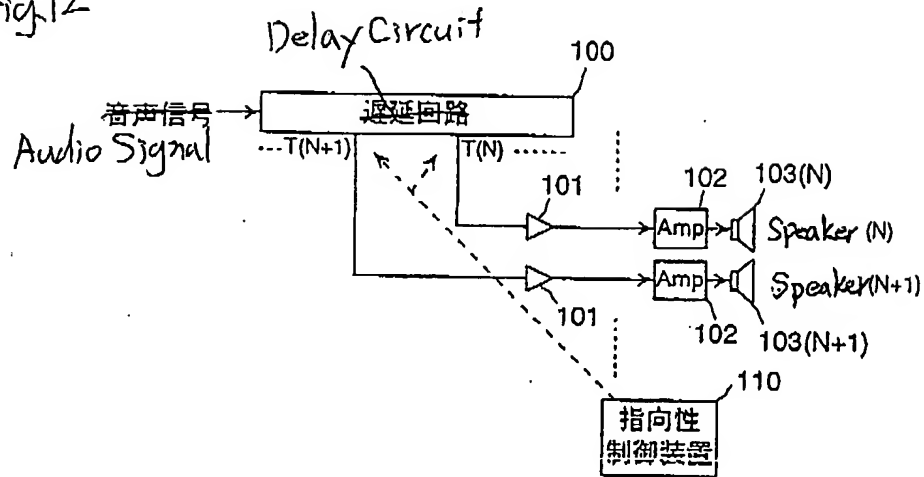 Fig.12
Delay Circuit
100
音声信号
遅延回路
Audio Signal
T(N+1)
T(N)
101
102
103(N)
Amp
Speaker (N)
Amp
Speaker(N+1)
101
102
103(N+1)
110
指向性
制御装置